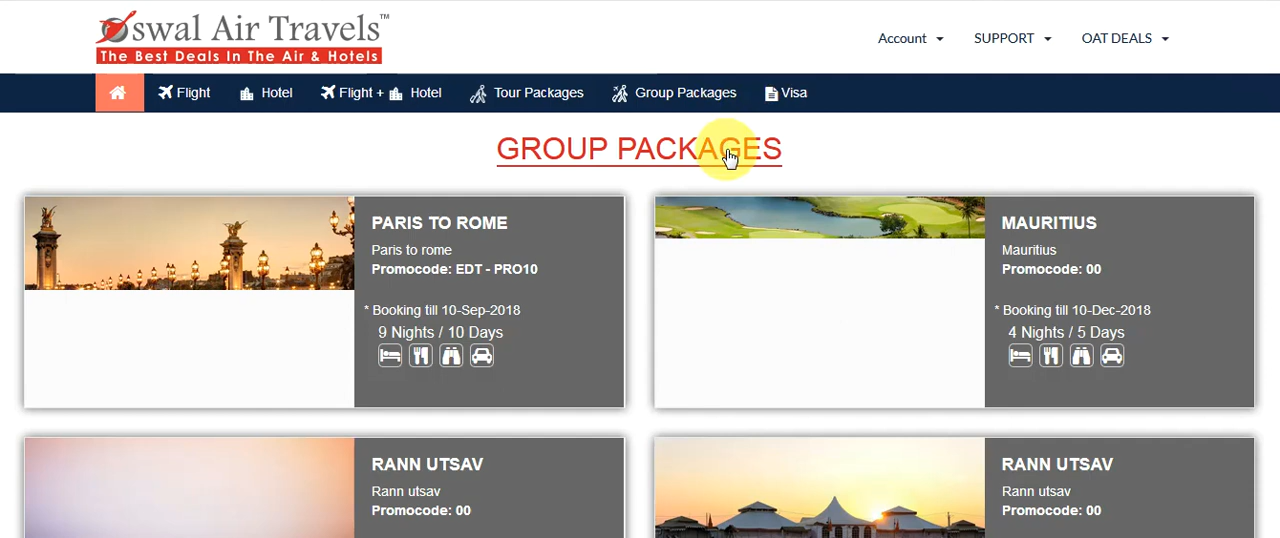 Oswal Air Travels™
The Best Deals In The Air & Hotels
Account SUPPORT OAT DEALS
Flight Hotel Flight + Hotel Tour Packages Group Packages Visa
GROUP PACKAGES
PARIS TO ROME
Paris to rome
Promocode: EDT - PRO10
* Booking till 10-Sep-2018
9 Nights / 10 Days
MAURITIUS
Mauritius
Promocode: 00
* Booking till 10-Dec-2018
4 Nights / 5 Days
RANN UTSAV
Rann utsav
Promocode: 00
RANN UTSAV
Rann utsav
Promocode: 00